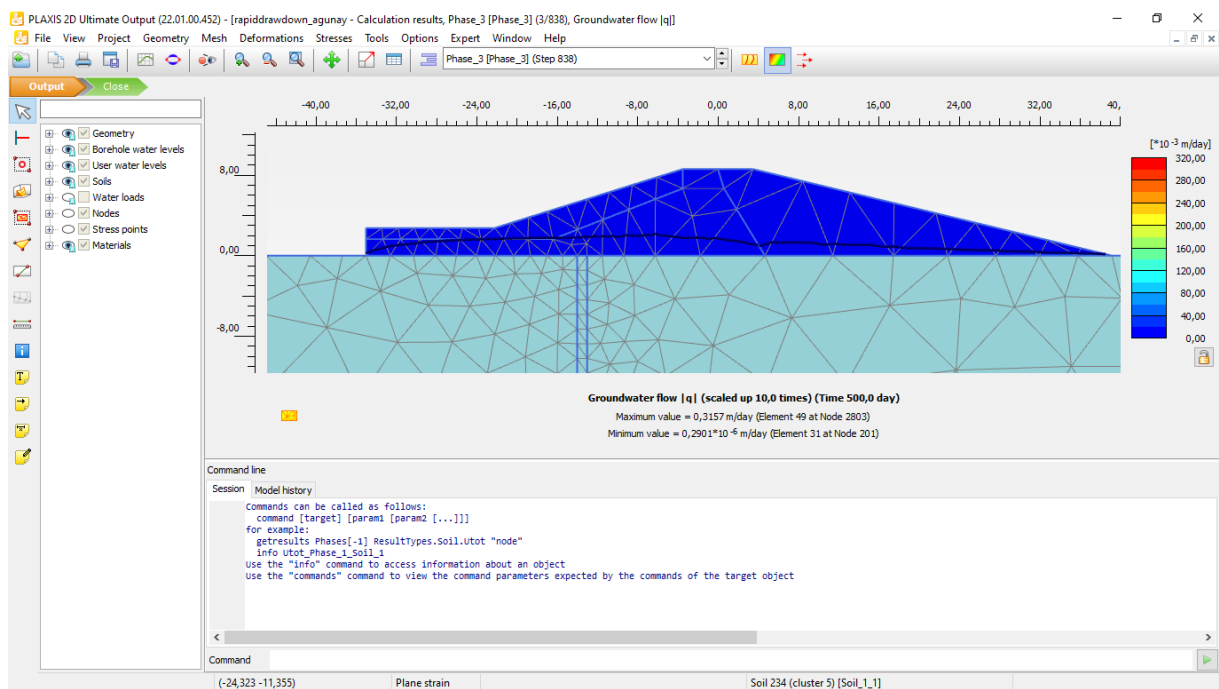 PLAXIS 2D Ultimate Output (22.01.00.452) - [rapiddrawdown_agunay - Calculation results, Phase_3 [Phase_3] (3/838), Groundwater flow |q|]
File View Project Geometry Mesh Deformations Stresses Tools Options Expert Window Help
Phase_3 [Phase_3] (Step 838)
Output Close
Geometry
Borehole water levels
User water levels
Soils
Water loads
Nodes
Stress points
Materials
-40,00 -32,00 -24,00 -16,00 -8,00 0,00 8,00 16,00 24,00 32,00 40,
8,00
0,00
-8,00
[*10 -3 m/day]
320,00
280,00
240,00
200,00
160,00
120,00
80,00
40,00
0,00
Groundwater flow |q| (scaled up 10,0 times) (Time 500,0 day)
Maximum value = 0,3157 m/day (Element 49 at Node 2803)
Minimum value = 0,2901*10 -6 m/day (Element 31 at Node 201)
Command line
Session Model history
Commands can be called as follows:
command [target] [param1 [param2 [...]]]
for example:
getresults Phases[-1] ResultTypes.Soil.Utot "node"
info Utot_Phase_1_Soil_1
Use the "info" command to access information about an object
Use the "commands" command to view the command parameters expected by the commands of the target object
Command
(-24,323 -11,355) Plane strain Soil 234 (cluster 5) [Soil_1_1]